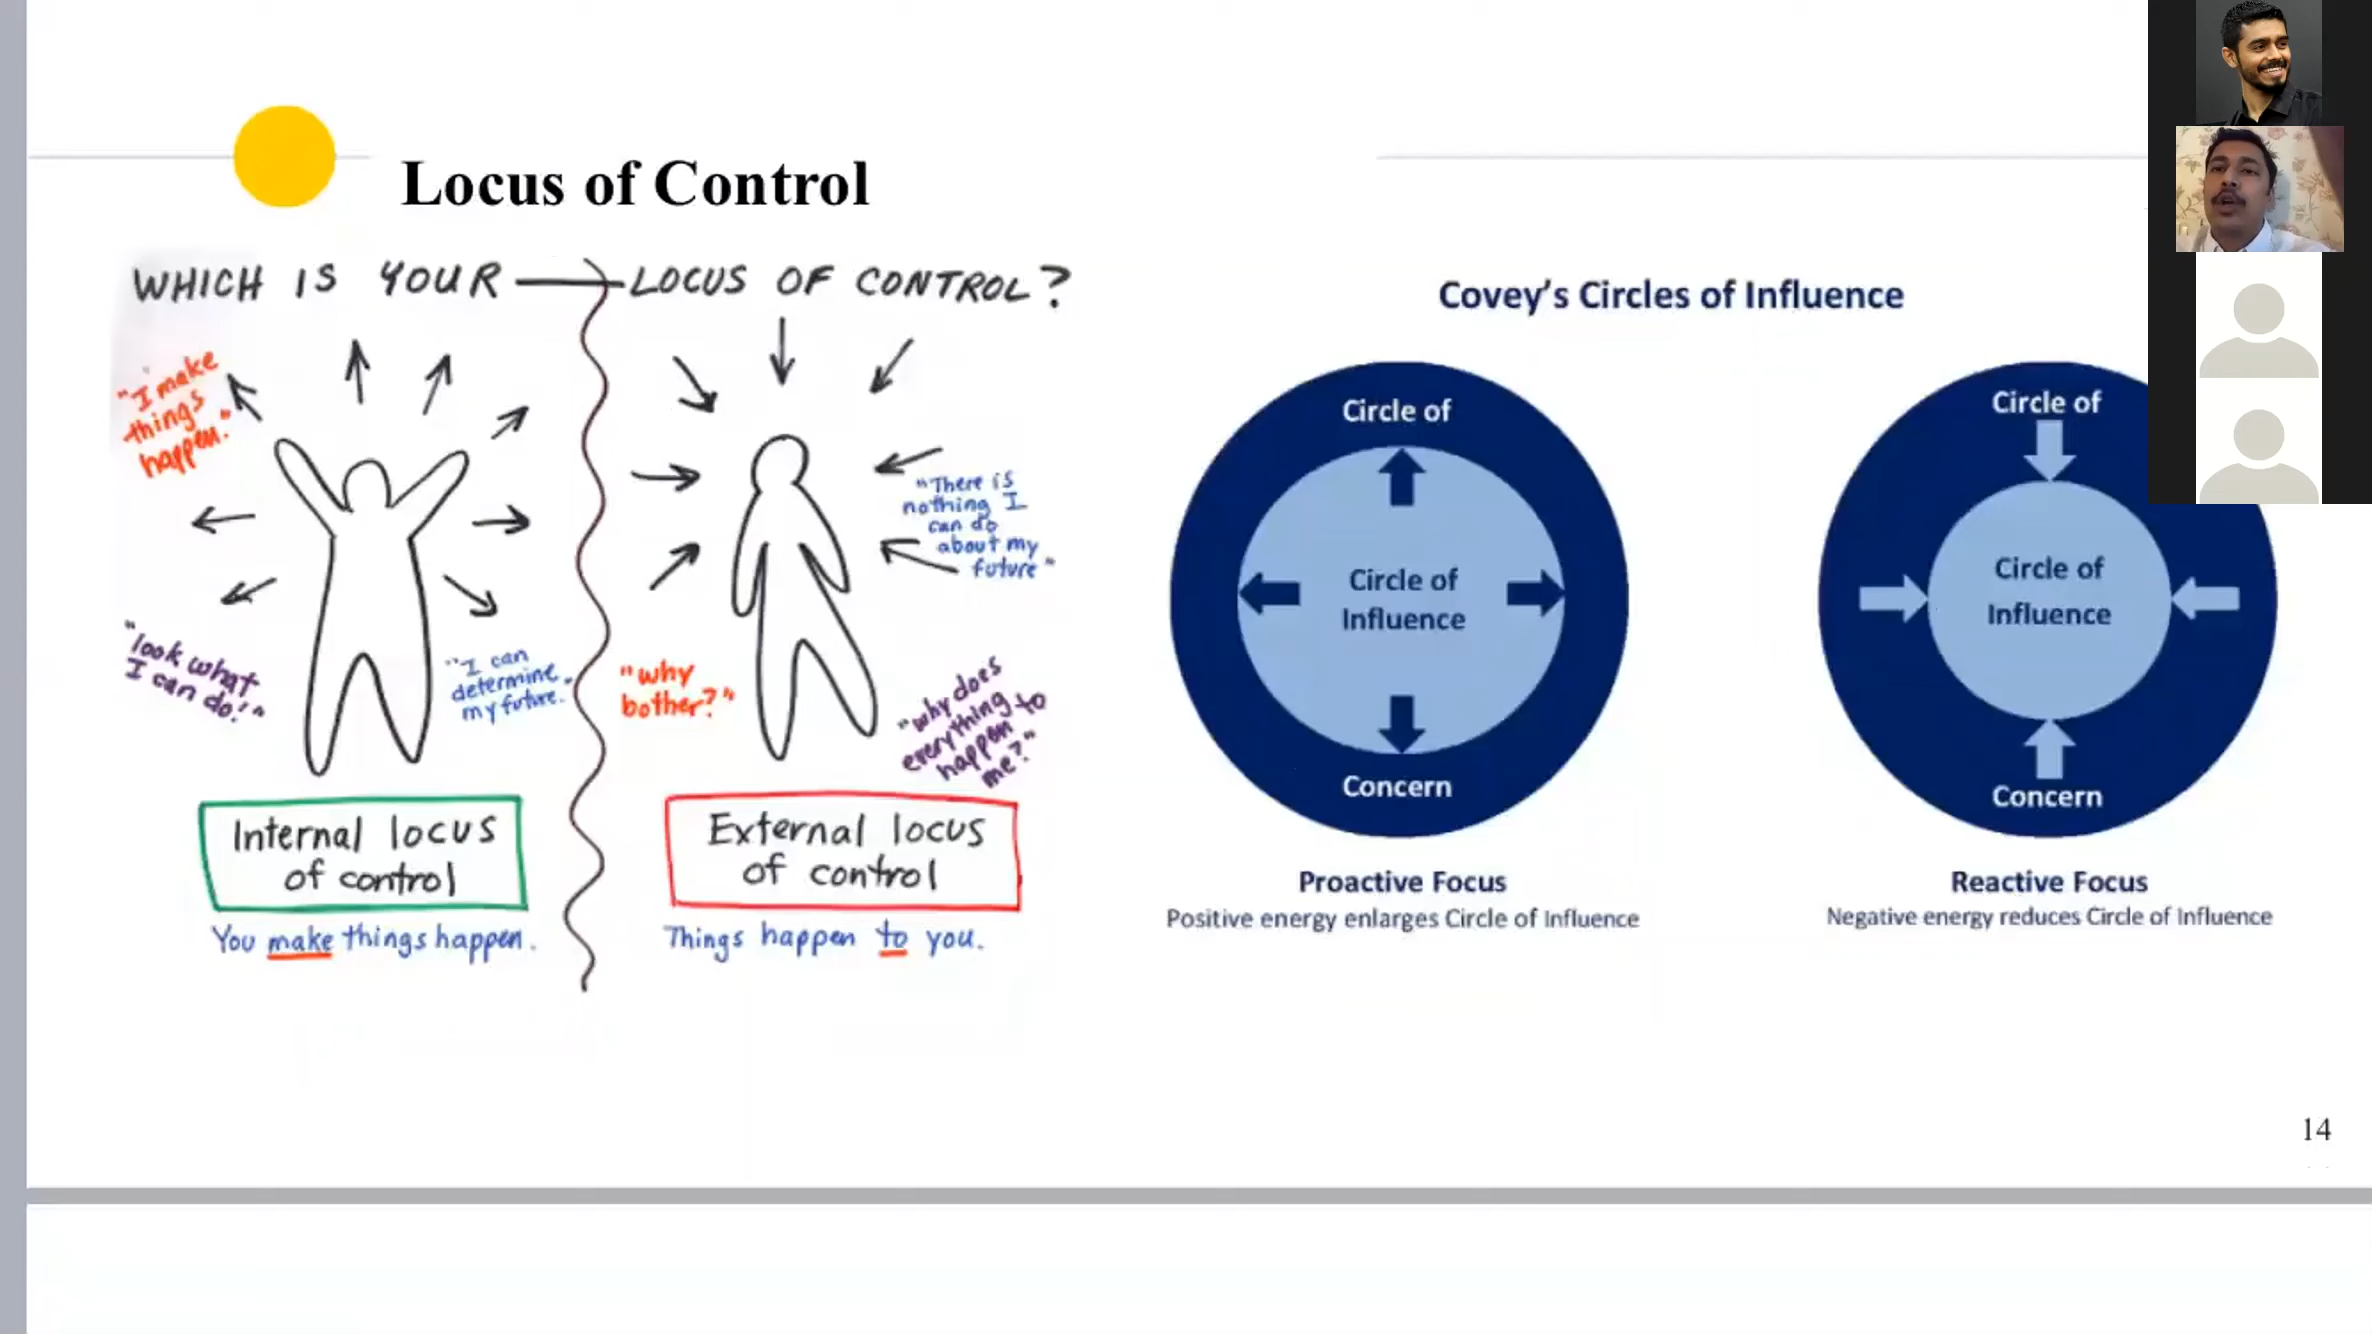 Locus of Control
WHICH IS YOUR LOCUS OF CONTROL?
"I make
things
happen."
"look what
I can do!"
"I can
determine
my future."
Internal locus
of control
You make things happen.
"There is
nothing I
can do
about my
future"
"why
bother?"
"why does
everything to
happen
me?"
External locus
of control
Things happen to you.
Covey's Circles of Influence
Circle of
Circle of
Influence
Concern
Proactive Focus
Positive energy enlarges Circle of Influence
Circle of
Circle of
Influence
Concern
Reactive Focus
Negative energy reduces Circle of Influence
14